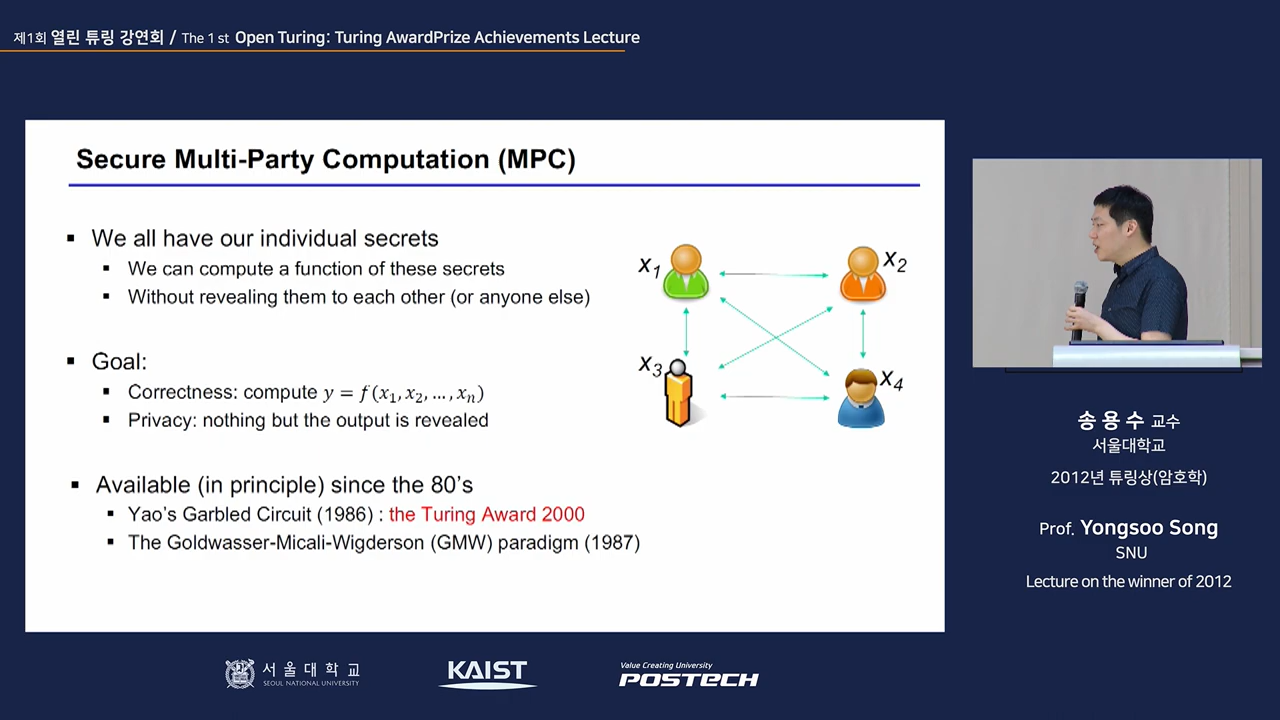 제1회 열린 튜링 강연회 / The 1 st Open Turing: Turing AwardPrize Achievements Lecture
Secure Multi-Party Computation (MPC)
▪ We all have our individual secrets
▪ We can compute a function of these secrets
▪ Without revealing them to each other (or anyone else)
x1
x2
x3
x4
▪ Goal:
▪ Correctness: compute y = f(x₁, x₂, ..., xₙ)
▪ Privacy: nothing but the output is revealed
▪ Available (in principle) since the 80's
▪ Yao's Garbled Circuit (1986) : the Turing Award 2000
▪ The Goldwasser-Micali-Wigderson (GMW) paradigm (1987)
송 용 수 교수
서울대학교
2012년 튜링상(암호학)
Prof. Yongsoo Song
SNU
Lecture on the winner of 2012
서울대학교
SEOUL NATIONAL UNIVERSITY
KAIST
Value Creating University
POSTECH